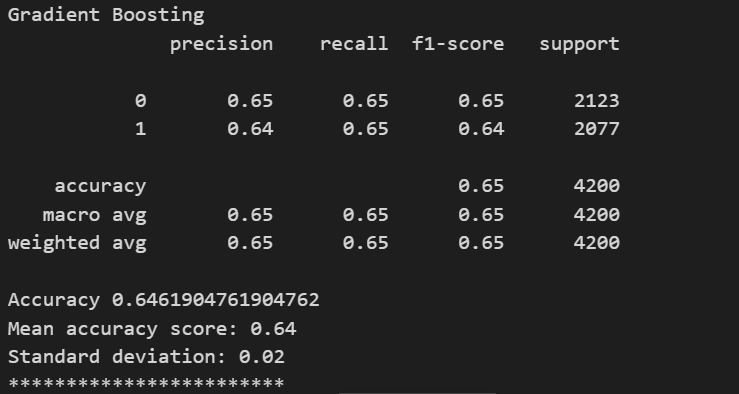 Gradient Boosting
precision recall f1-score support
0 0.65 0.65 0.65 2123
1 0.64 0.65 0.64 2077
accuracy 0.65 4200
macro avg 0.65 0.65 0.65 4200
weighted avg 0.65 0.65 0.65 4200
Accuracy 0.6461904761904762
Mean accuracy score: 0.64
Standard deviation: 0.02
************************